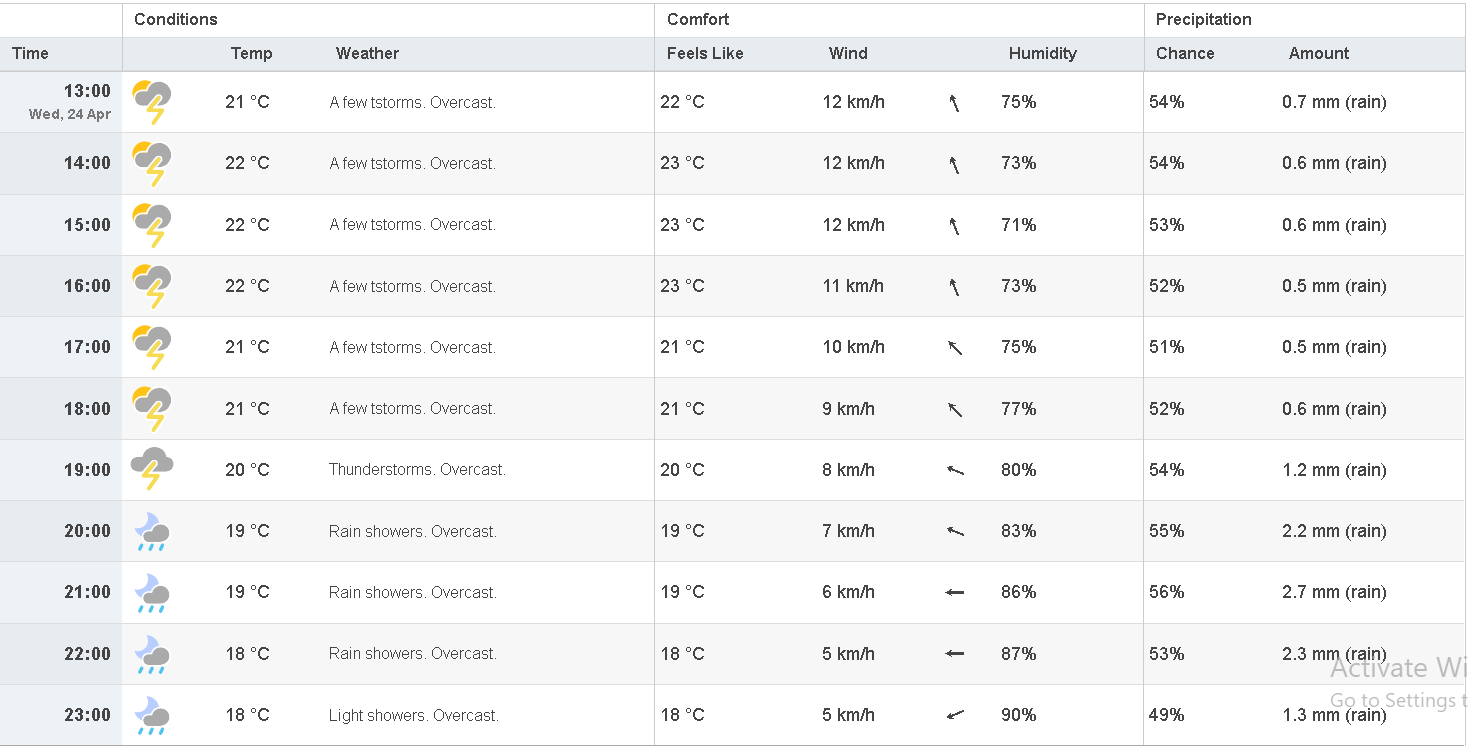 Conditions Comfort Precipitation
Time Temp Weather Feels Like Wind Humidity Chance Amount
13:00 21 °C A few tstorms. Overcast. 22 °C 12 km/h 75% 54% 0.7 mm (rain)
Wed, 24 Apr
14:00 22 °C A few tstorms. Overcast. 23 °C 12 km/h 73% 54% 0.6 mm (rain)
15:00 22 °C A few tstorms. Overcast. 23 °C 12 km/h 71% 53% 0.6 mm (rain)
16:00 22 °C A few tstorms. Overcast. 23 °C 11 km/h 73% 52% 0.5 mm (rain)
17:00 21 °C A few tstorms. Overcast. 21 °C 10 km/h 75% 51% 0.5 mm (rain)
18:00 21 °C A few tstorms. Overcast. 21 °C 9 km/h 77% 52% 0.6 mm (rain)
19:00 20 °C Thunderstorms. Overcast. 20 °C 8 km/h 80% 54% 1.2 mm (rain)
20:00 19 °C Rain showers. Overcast. 19 °C 7 km/h 83% 55% 2.2 mm (rain)
21:00 19 °C Rain showers. Overcast. 19 °C 6 km/h 86% 56% 2.7 mm (rain)
22:00 18 °C Rain showers. Overcast. 18 °C 5 km/h 87% 53% 2.3 mm (rain)
Activate Wi
Go to Settings t
23:00 18 °C Light showers. Overcast. 18 °C 5 km/h 90% 49% 1.3 mm (rain)